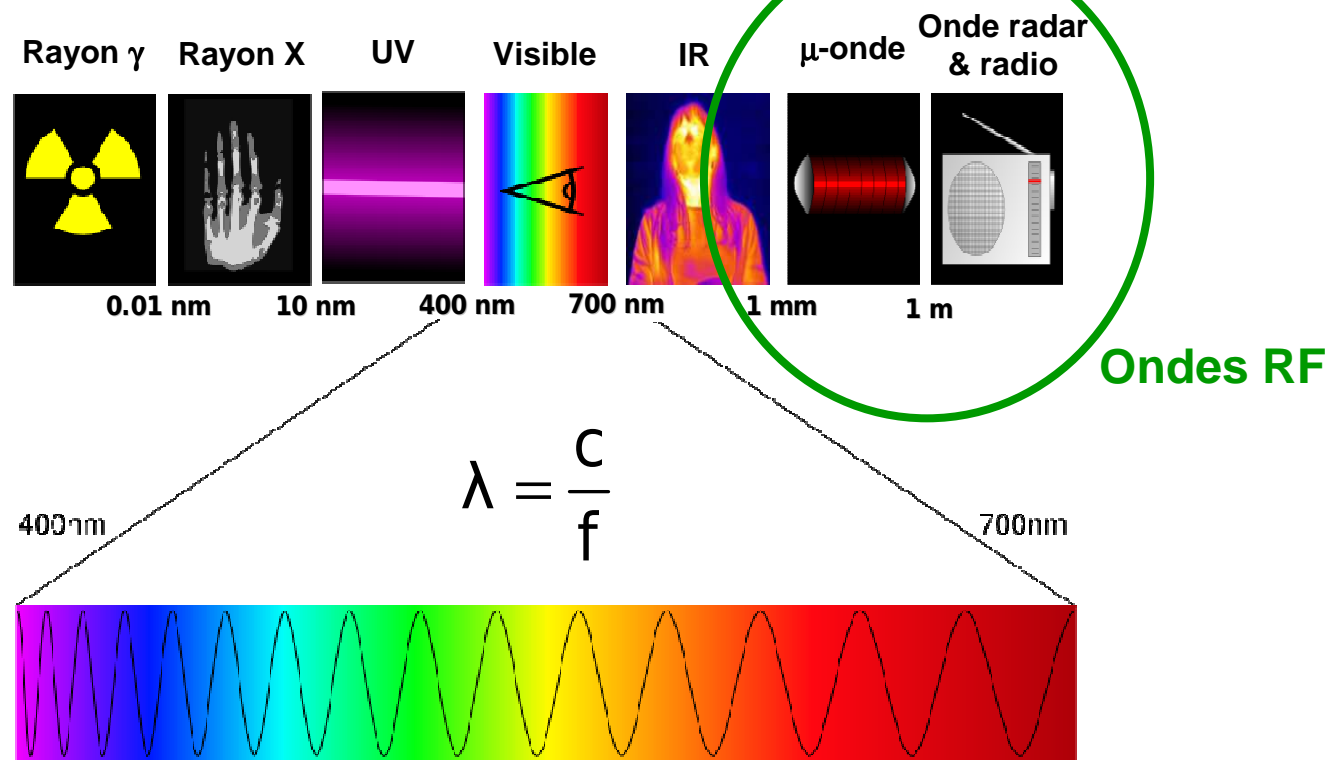 Rayon γ
Rayon X
UV
Visible
IR
μ-onde
Onde radar
& radio
0.01 nm
10 nm
400 nm
700 nm
1 mm
1 m
Ondes RF
λ = c/f
400nm
700nm